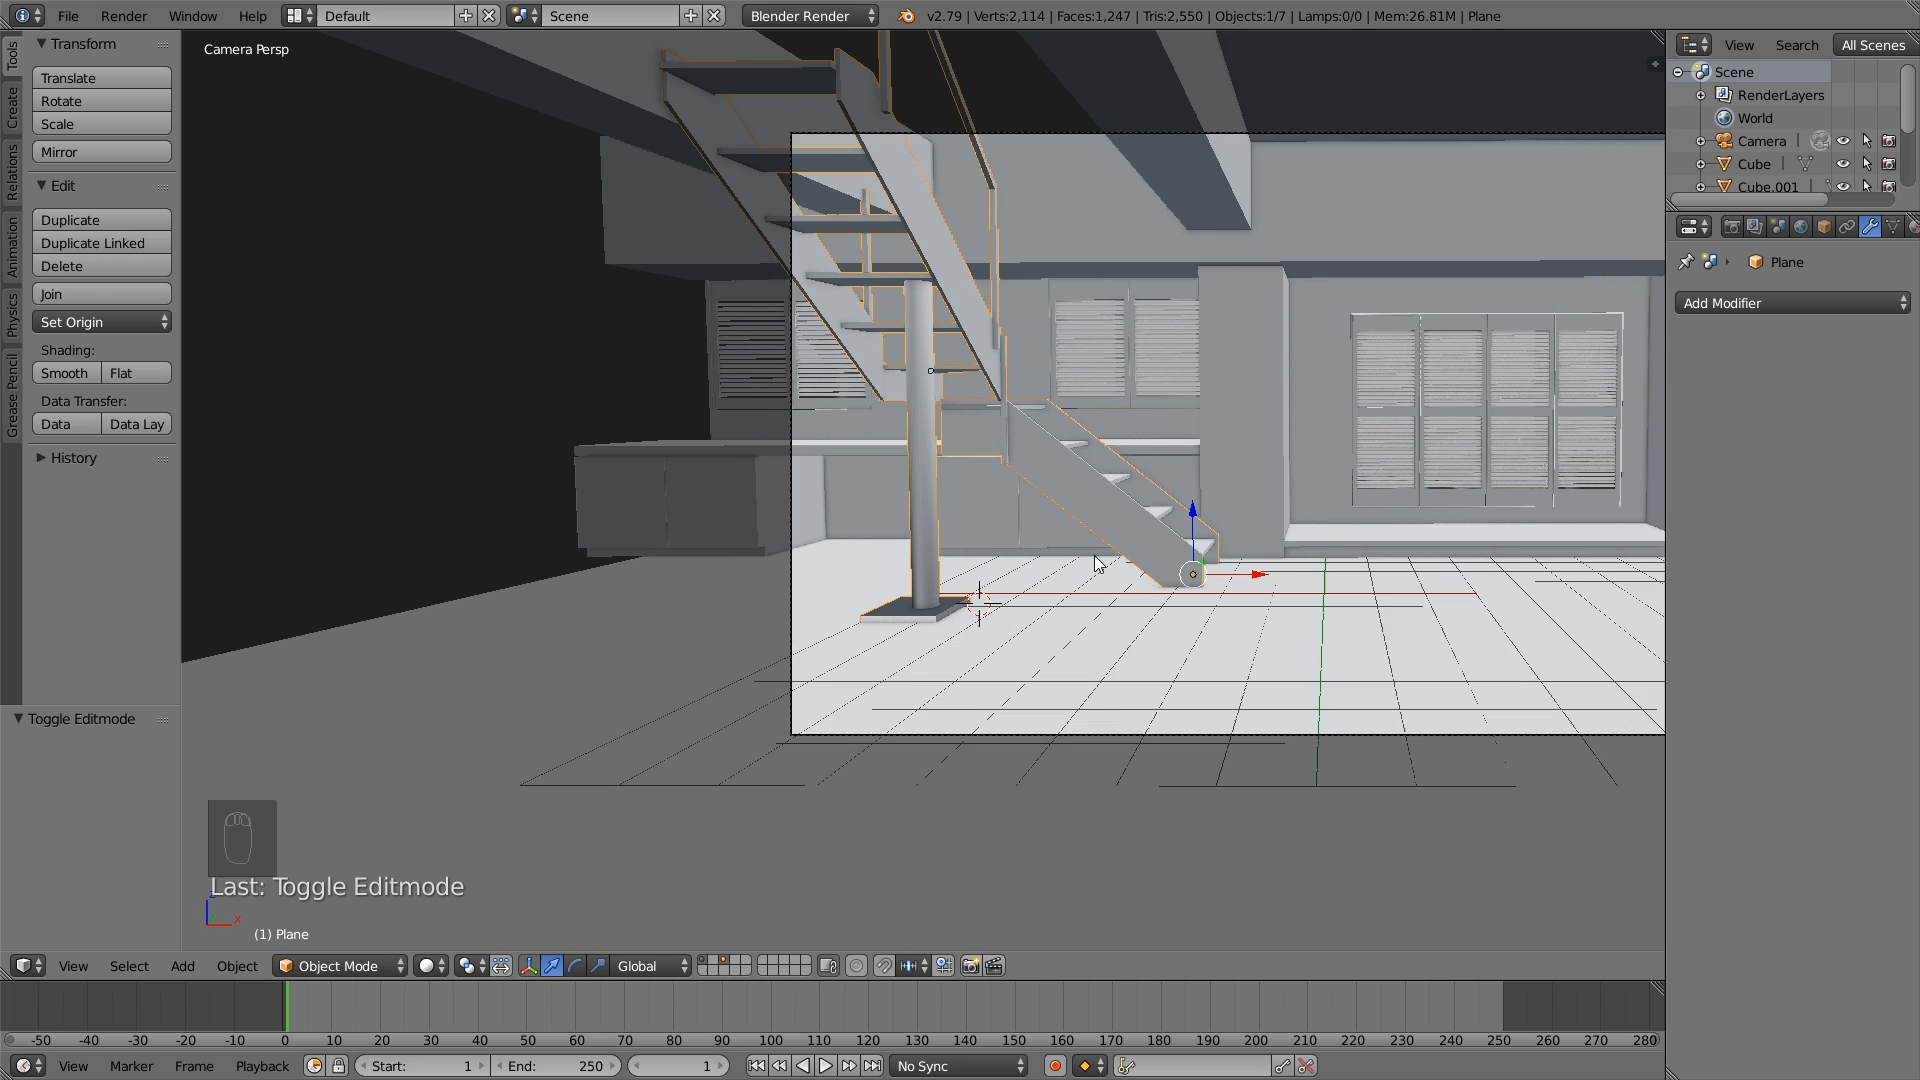 File Render Window Help Default Scene Blender Render v2.79 | Verts:2,114 | Faces:1,247 | Tris:2,550 | Objects:1/7 | Lamps:0/0 | Mem:26.81M | Plane
Tools
Create
Relations
Animation
Physics
Grease Pencil
Transform
Translate
Rotate
Scale
Mirror
Edit
Duplicate
Duplicate Linked
Delete
Join
Set Origin
Shading:
Smooth Flat
Data Transfer:
Data Data Lay
History
Toggle Editmode
Camera Persp
Last: Toggle Editmode
x
(1) Plane
View Search All Scenes
Scene
RenderLayers
World
Camera
Cube
Cube.001
Plane
Add Modifier
View Select Add Object Object Mode Global
-50 -40 -30 -20 -10 0 10 20 30 40 50 60 70 80 90 100 110 120 130 140 150 160 170 180 190 200 210 220 230 240 250 260 270 280
View Marker Frame Playback Start: 1 End: 250 1 No Sync